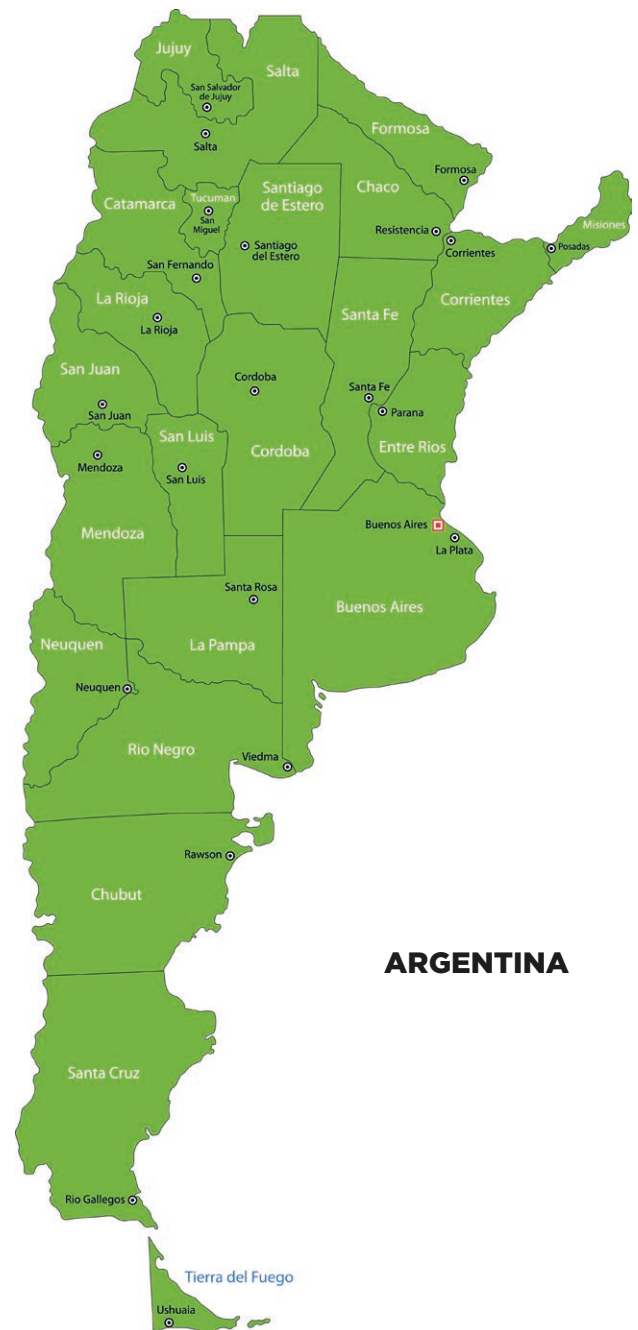 Jujuy
Salta
San Salvador
de Jujuy
Salta
Formosa
Formosa
Chaco
Santiago
de Estero
Catamarca
Tucuman
San
Miguel
Misiones
Resistencia
Corrientes
Posadas
Santiago
del Estero
San Fernando
La Rioja
La Rioja
Corrientes
Santa Fe
San Juan
Cordoba
Santa Fe
Parana
San Juan
San Luis
Cordoba
Entre Rios
Mendoza
San Luis
Mendoza
Buenos Aires
La Plata
Santa Rosa
Buenos Aires
Neuquen
La Pampa
Neuquen
Rio Negro
Viedma
Rawson
Chubut
ARGENTINA
Santa Cruz
Rio Gallegos
Tierra del Fuego
Ushuaia